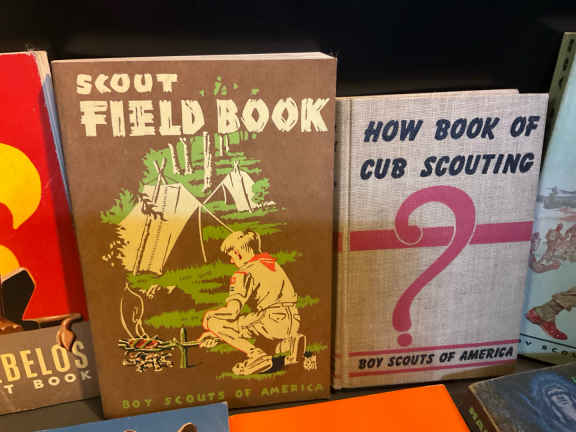 SCOUT
FIELD BOOK
BOY SCOUTS OF AMERICA
HOW BOOK OF
CUB SCOUTING
BOY SCOUTS OF AMERICA
BELOS
BOOK